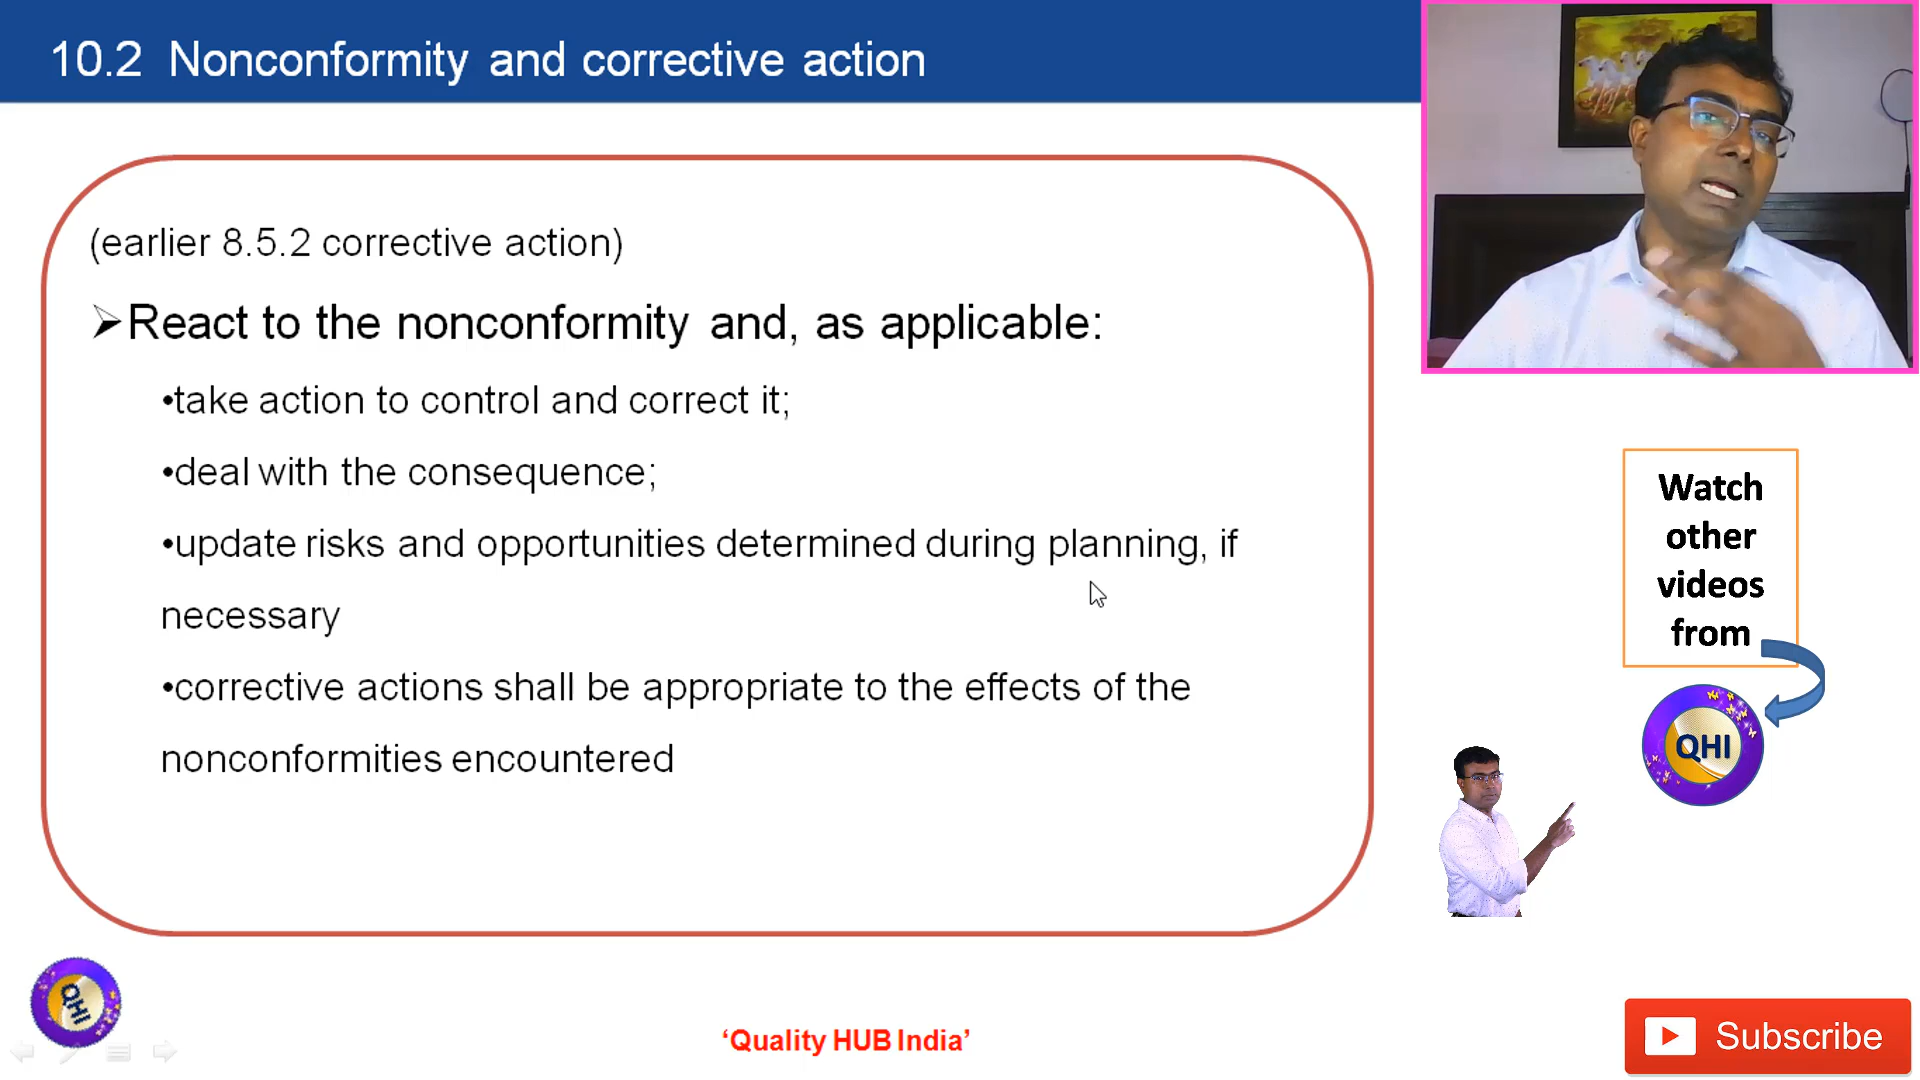 10.2 Nonconformity and corrective action
(earlier 8.5.2 corrective action)
➢React to the nonconformity and, as applicable:
•take action to control and correct it;
•deal with the consequence;
•update risks and opportunities determined during planning, if
necessary
•corrective actions shall be appropriate to the effects of the
nonconformities encountered
Watch
other
videos
from
QHI
QHI
‘Quality HUB India’
Subscribe